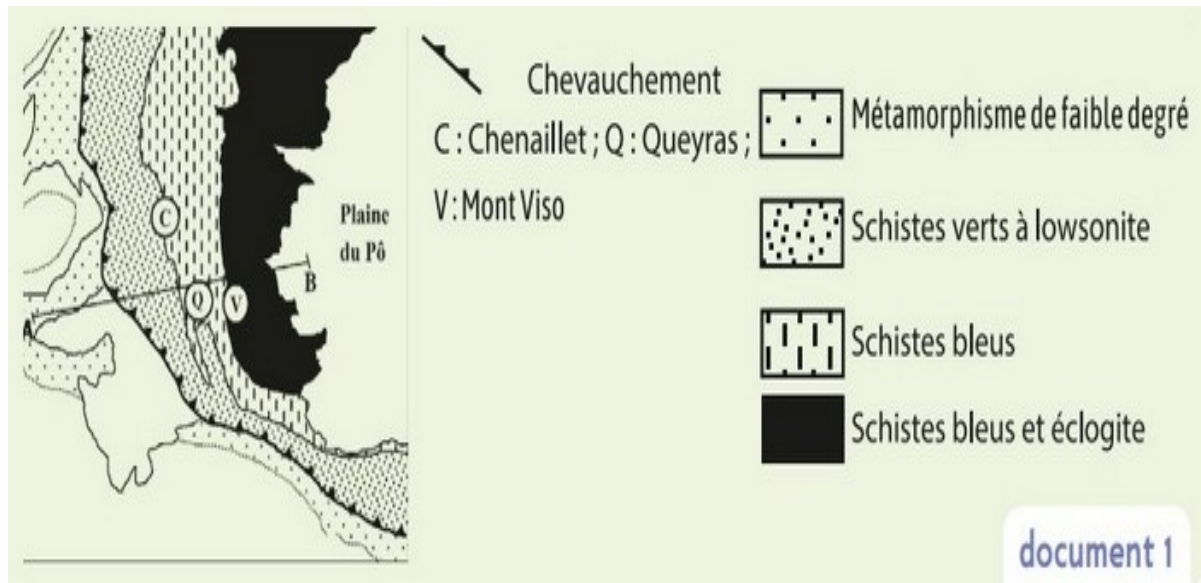 Chevauchement
C : Chenaillet ; Q : Queyras ;
V : Mont Viso
Métamorphisme de faible degré
Schistes verts à lowsonite
Schistes bleus
Schistes bleus et éclogite
C
Plaine
du Pô
B
Q
V
A
document 1